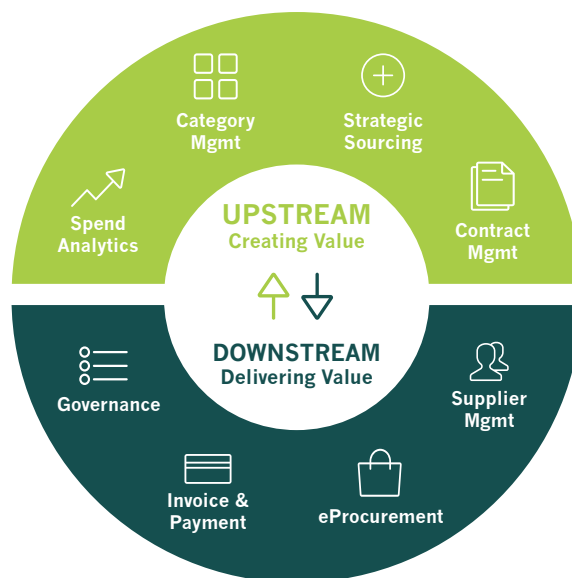 Category
Mgmt
Strategic
Sourcing
Spend
Analytics
UPSTREAM
Creating Value
Contract
Mgmt
DOWNSTREAM
Delivering Value
Governance
Supplier
Mgmt
Invoice &
Payment
eProcurement